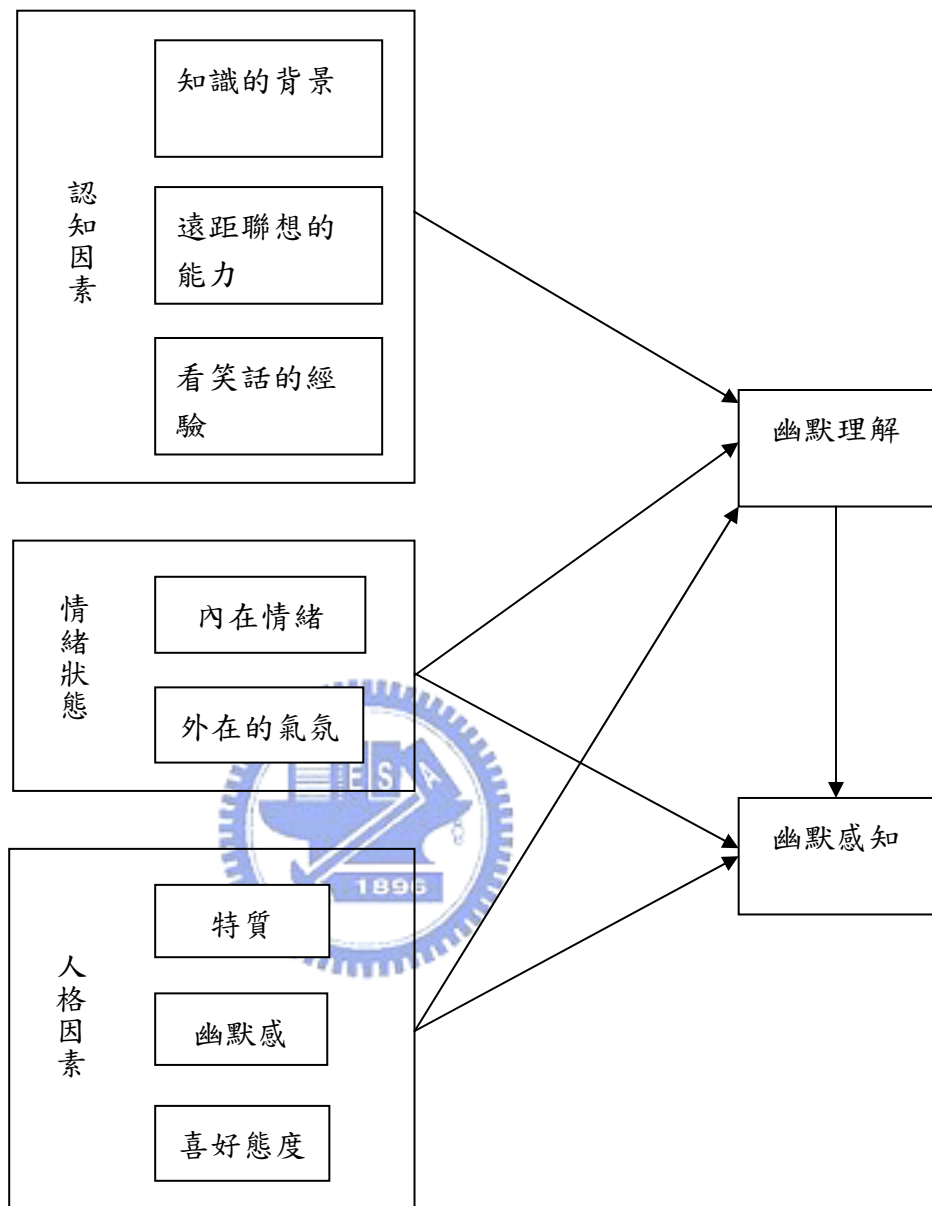 認知因素
知識的背景
遠距聯想的
能力
看笑話的經
驗
幽默理解
情緒狀態
內在情緒
外在的氣氛
幽默感知
人格因素
特質
幽默感
喜好態度
ESA
1896